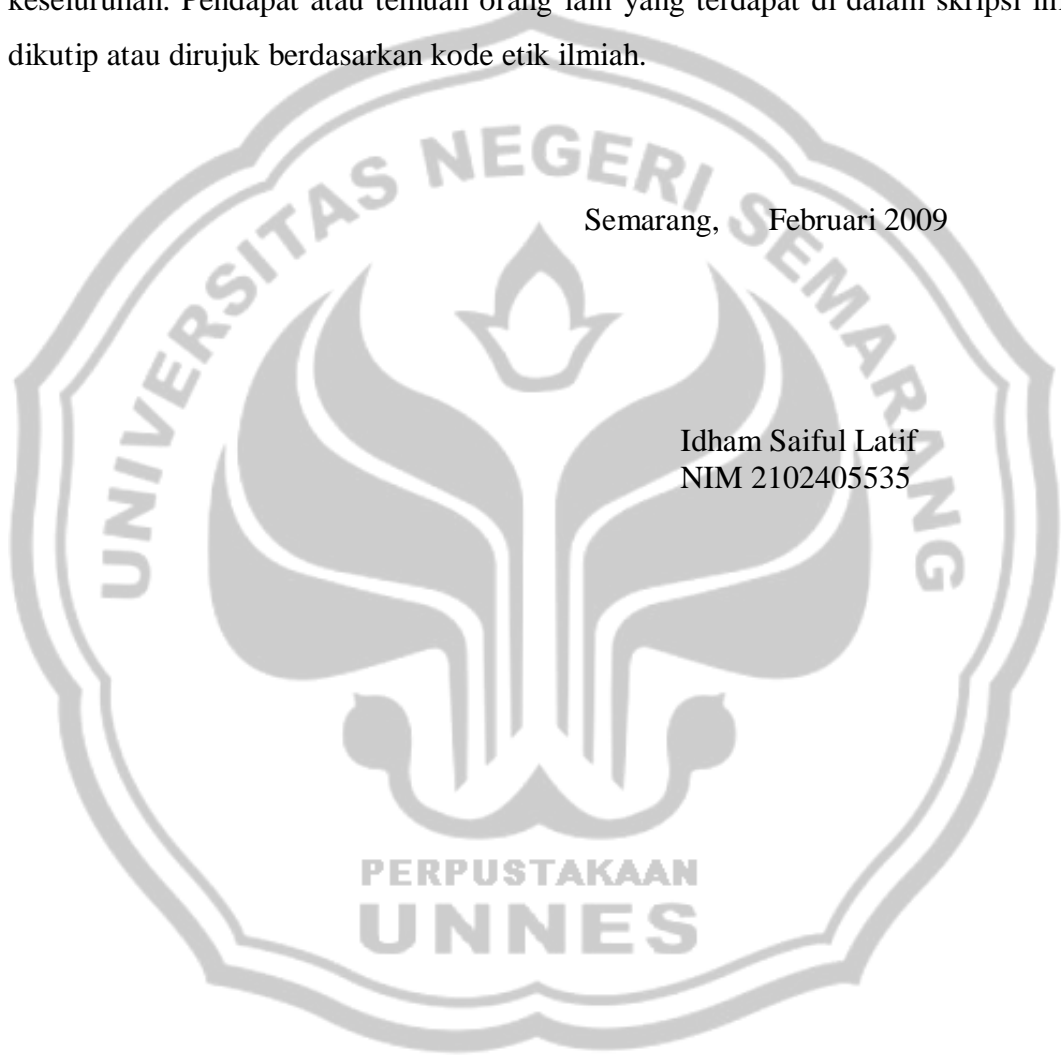 keseluruhan. Pendapat atau temuan orang lain yang terdapat di dalam skripsi ini
dikutip atau dirujuk berdasarkan kode etik ilmiah.
UNIVERSITAS NEGERI SEMARANG
Semarang, Februari 2009
Idham Saiful Latif
NIM 2102405535
PERPUSTAKAAN
UNNES